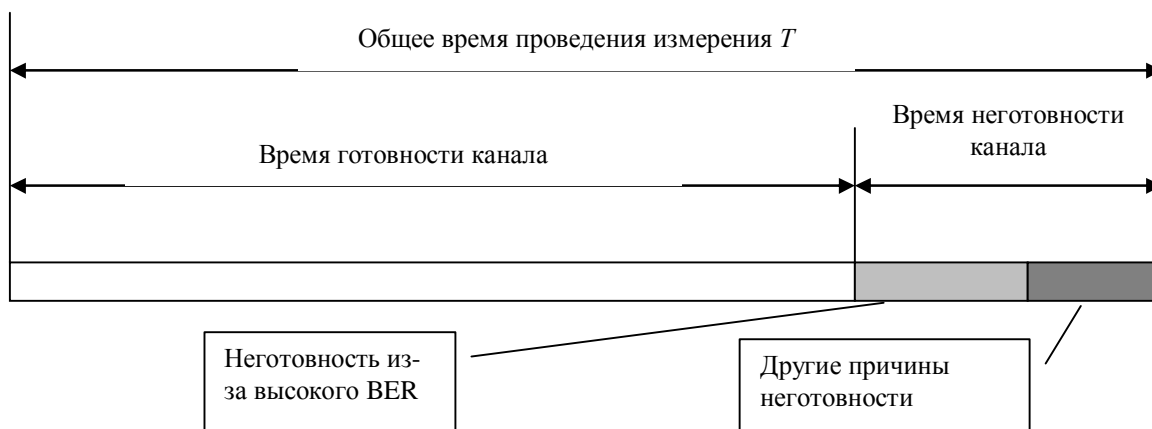 Общее время проведения измерения T
Время неготовности
канала
Время готовности канала
Неготовность из-
за высокого BER
Другие причины
неготовности